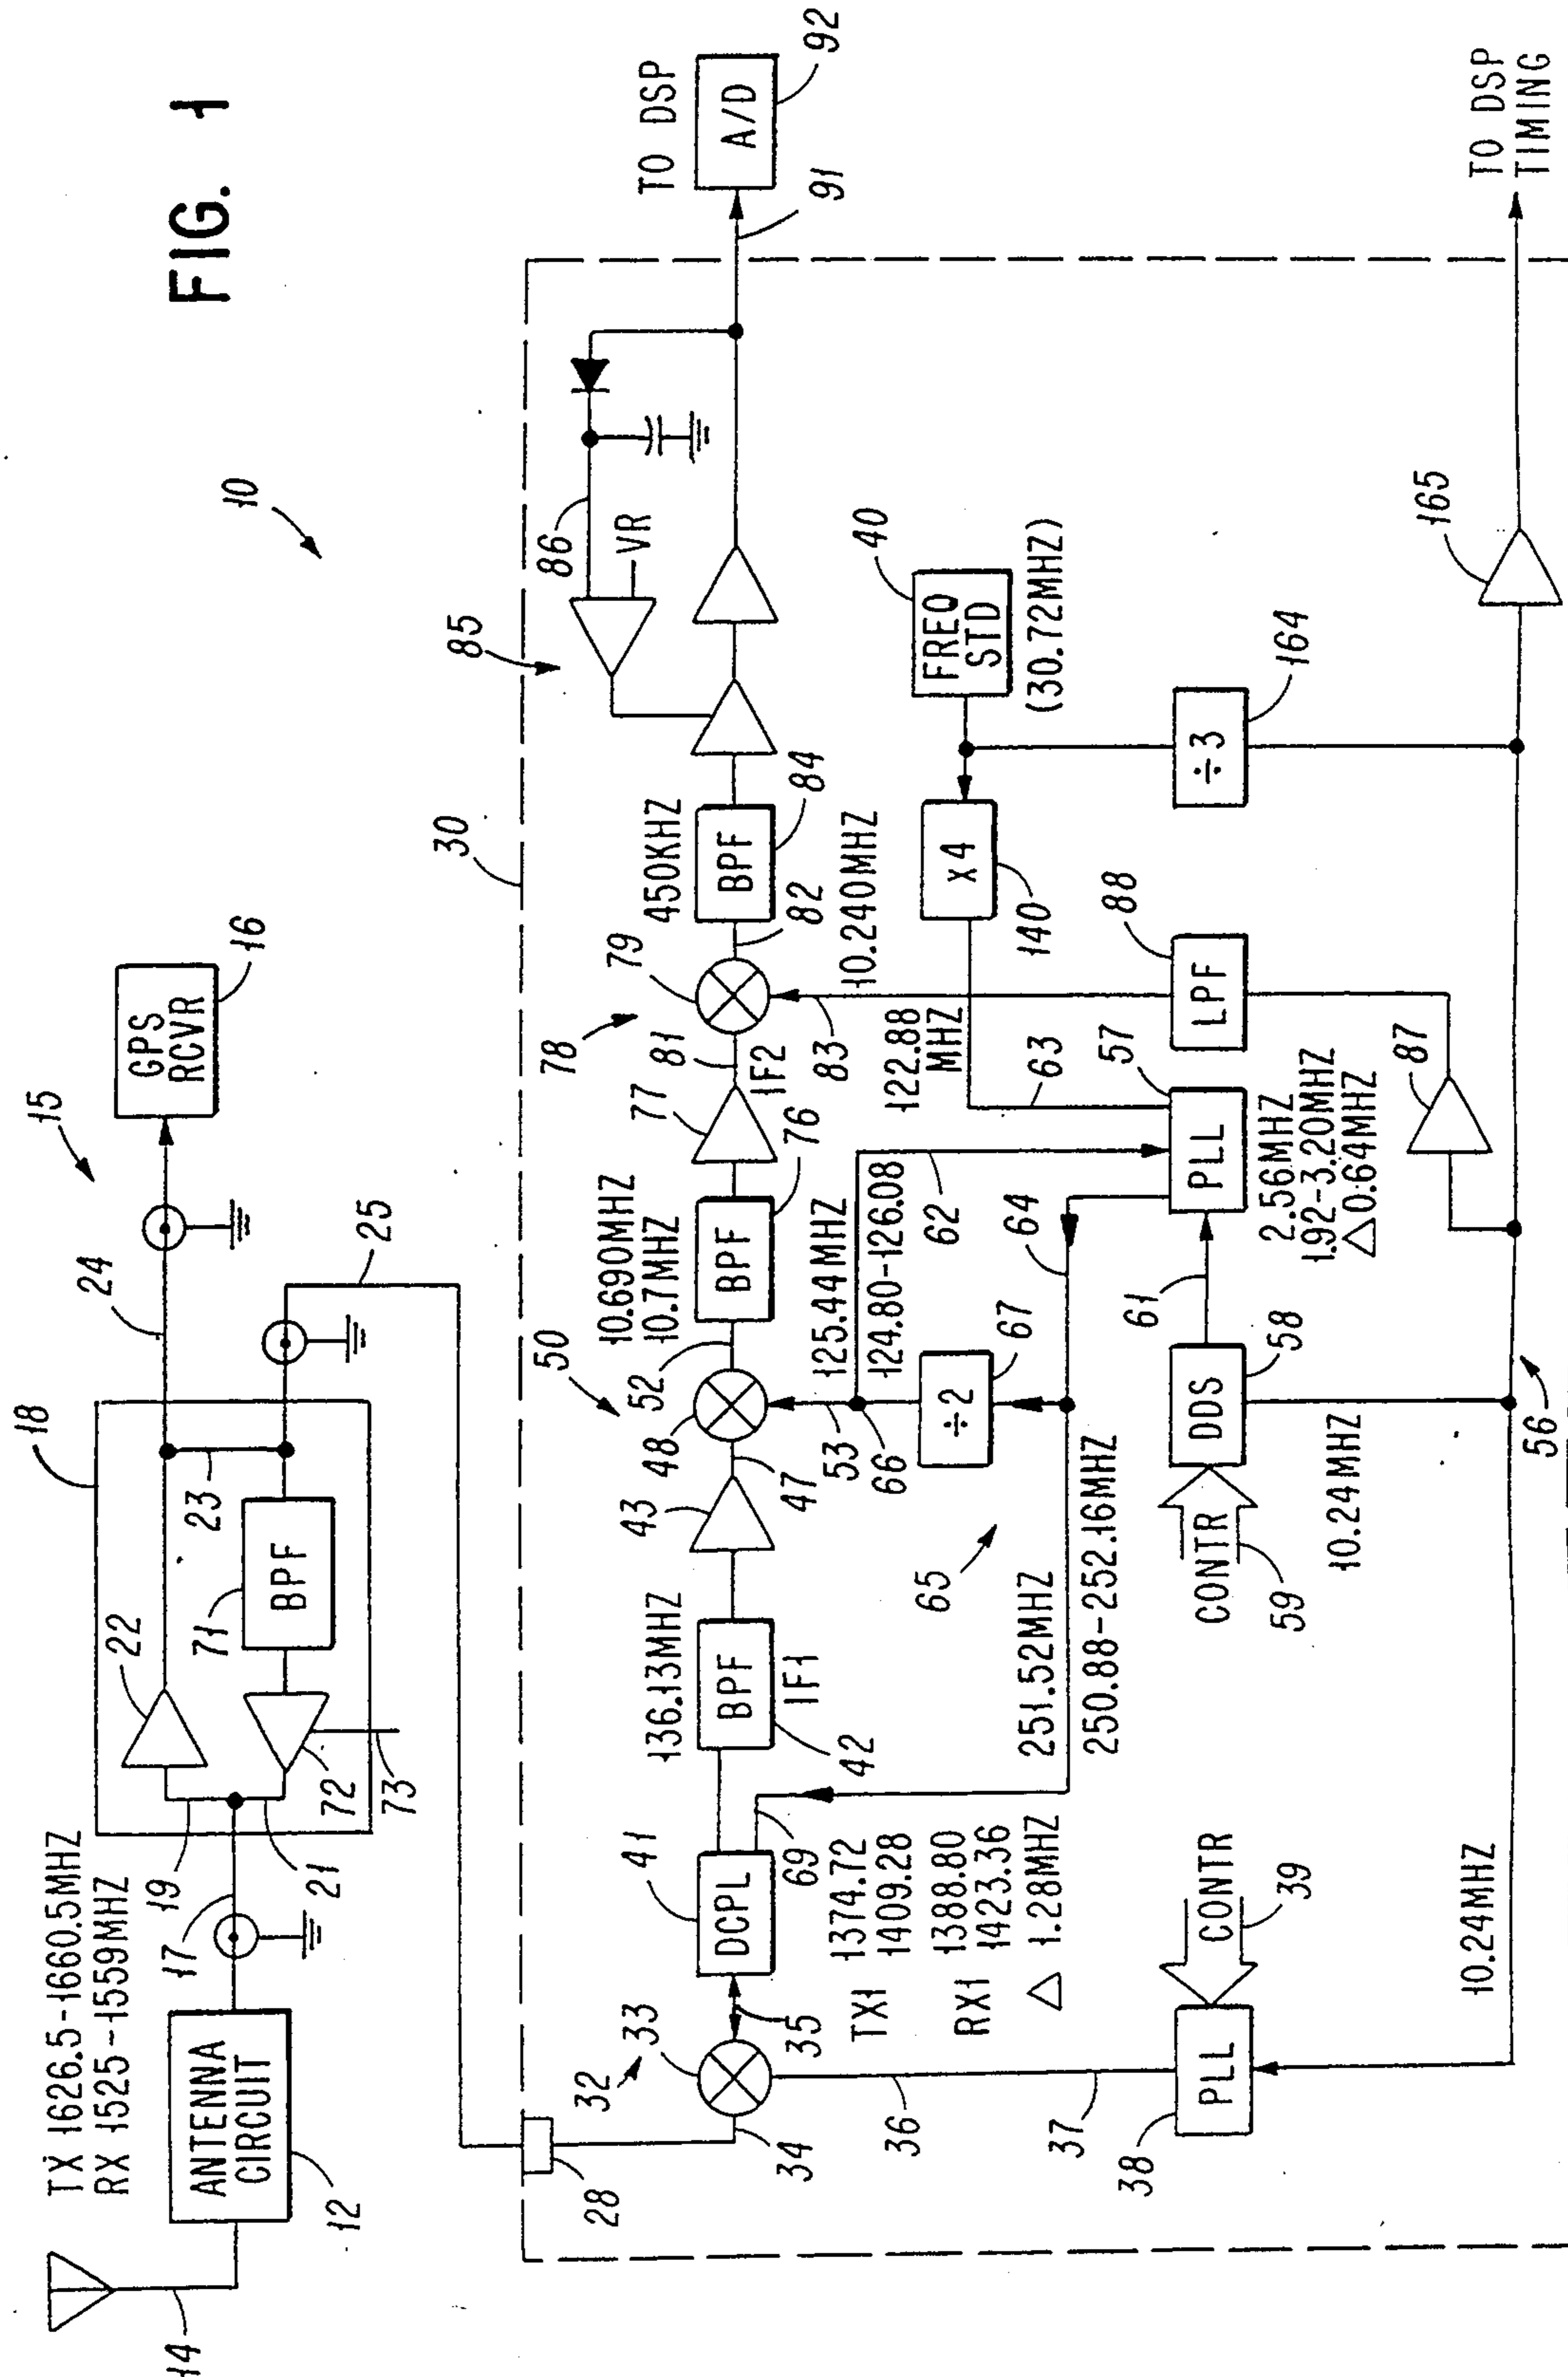 FIG. 1
10
TX 1626.5-1660.5MHZ
RX 1525-1559MHZ
14
ANTENNA
CIRCUIT
12
17
19
21
18
22
71
BPF
72
73
23
24
25
15
GPS
RCVR
16
28
30
32
33
34
35
36
37
38
PLL
CONTR
39
10.24MHZ
DCPL
41
69
TX1 1374.72
1409.28
RX1 1388.80
1423.36
△ 1.28MHZ
136.13MHZ
BPF
IF1
42
43
47
48
50
52
53
66
65
251.52MHZ
250.88-252.16MHZ
÷2
67
64
62
125.44MHZ
124.80-126.08
10.690MHZ
10.7MHZ
BPF
76
77
81
IF2
78
79
82
83
10.240MHZ
450KHZ
BPF
84
85
86
VR
TO DSP
A/D
92
91
FREQ
STD
40
(30.72MHZ)
X4
140
122.88
MHZ
63
PLL
57
2.56MHZ
1.92-3.20MHZ
△0.64MHZ
61
DDS
58
CONTR
59
10.24MHZ
56
LPF
88
87
÷3
164
165
TO DSP
TIMING